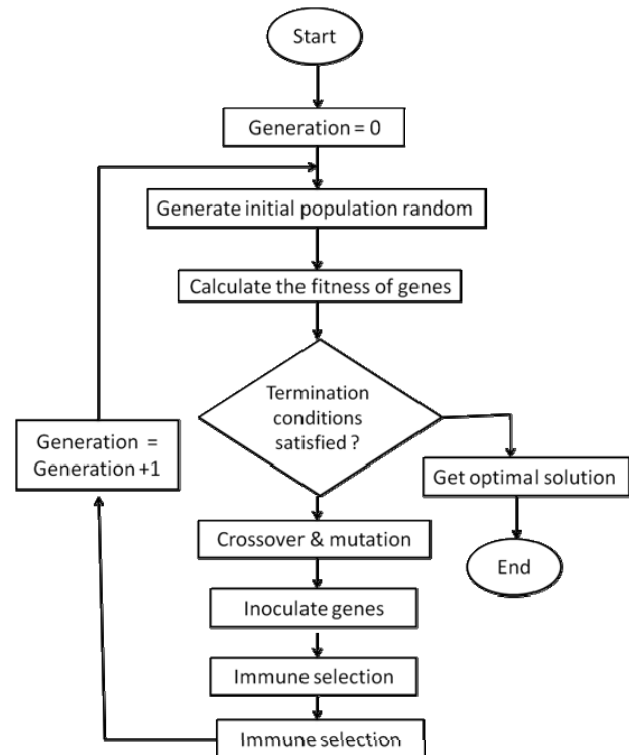 Start
Generation = 0
Generate initial population random
Calculate the fitness of genes
Termination
conditions
satisfied ?
Generation =
Generation +1
Get optimal solution
Crossover & mutation
End
Inoculate genes
Immune selection
Immune selection